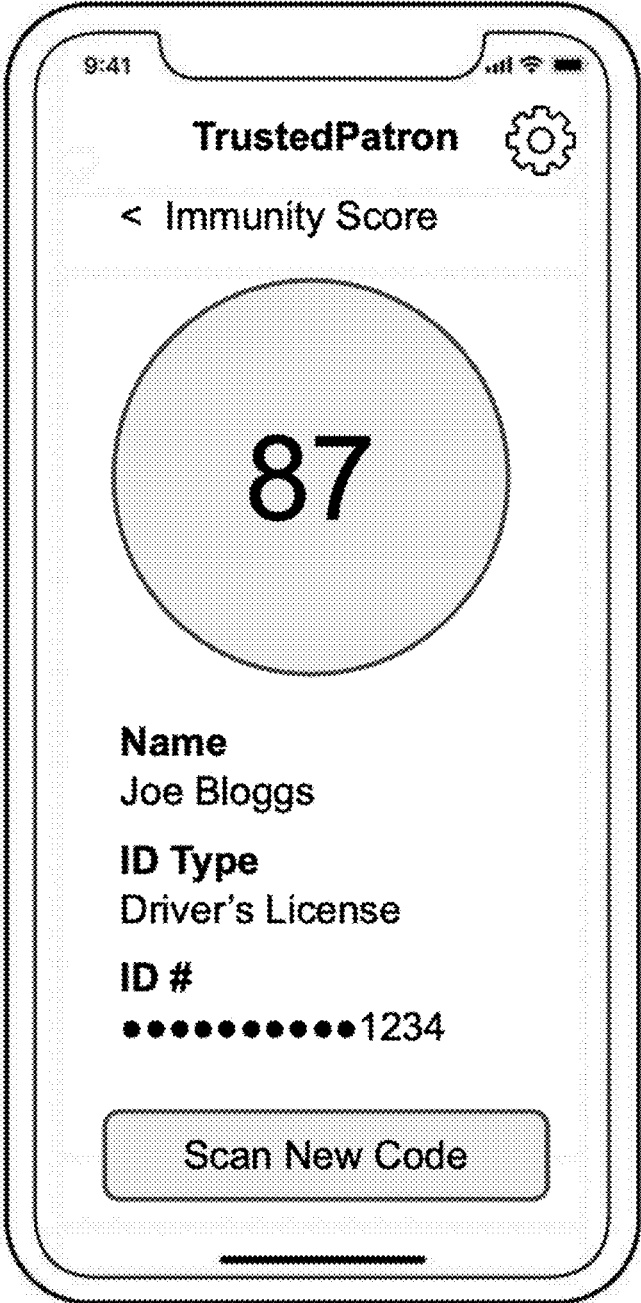 9:41
TrustedPatron
< Immunity Score
87
Name
Joe Bloggs
ID Type
Driver's License
ID #
●●●●●●●●●●1234
Scan New Code